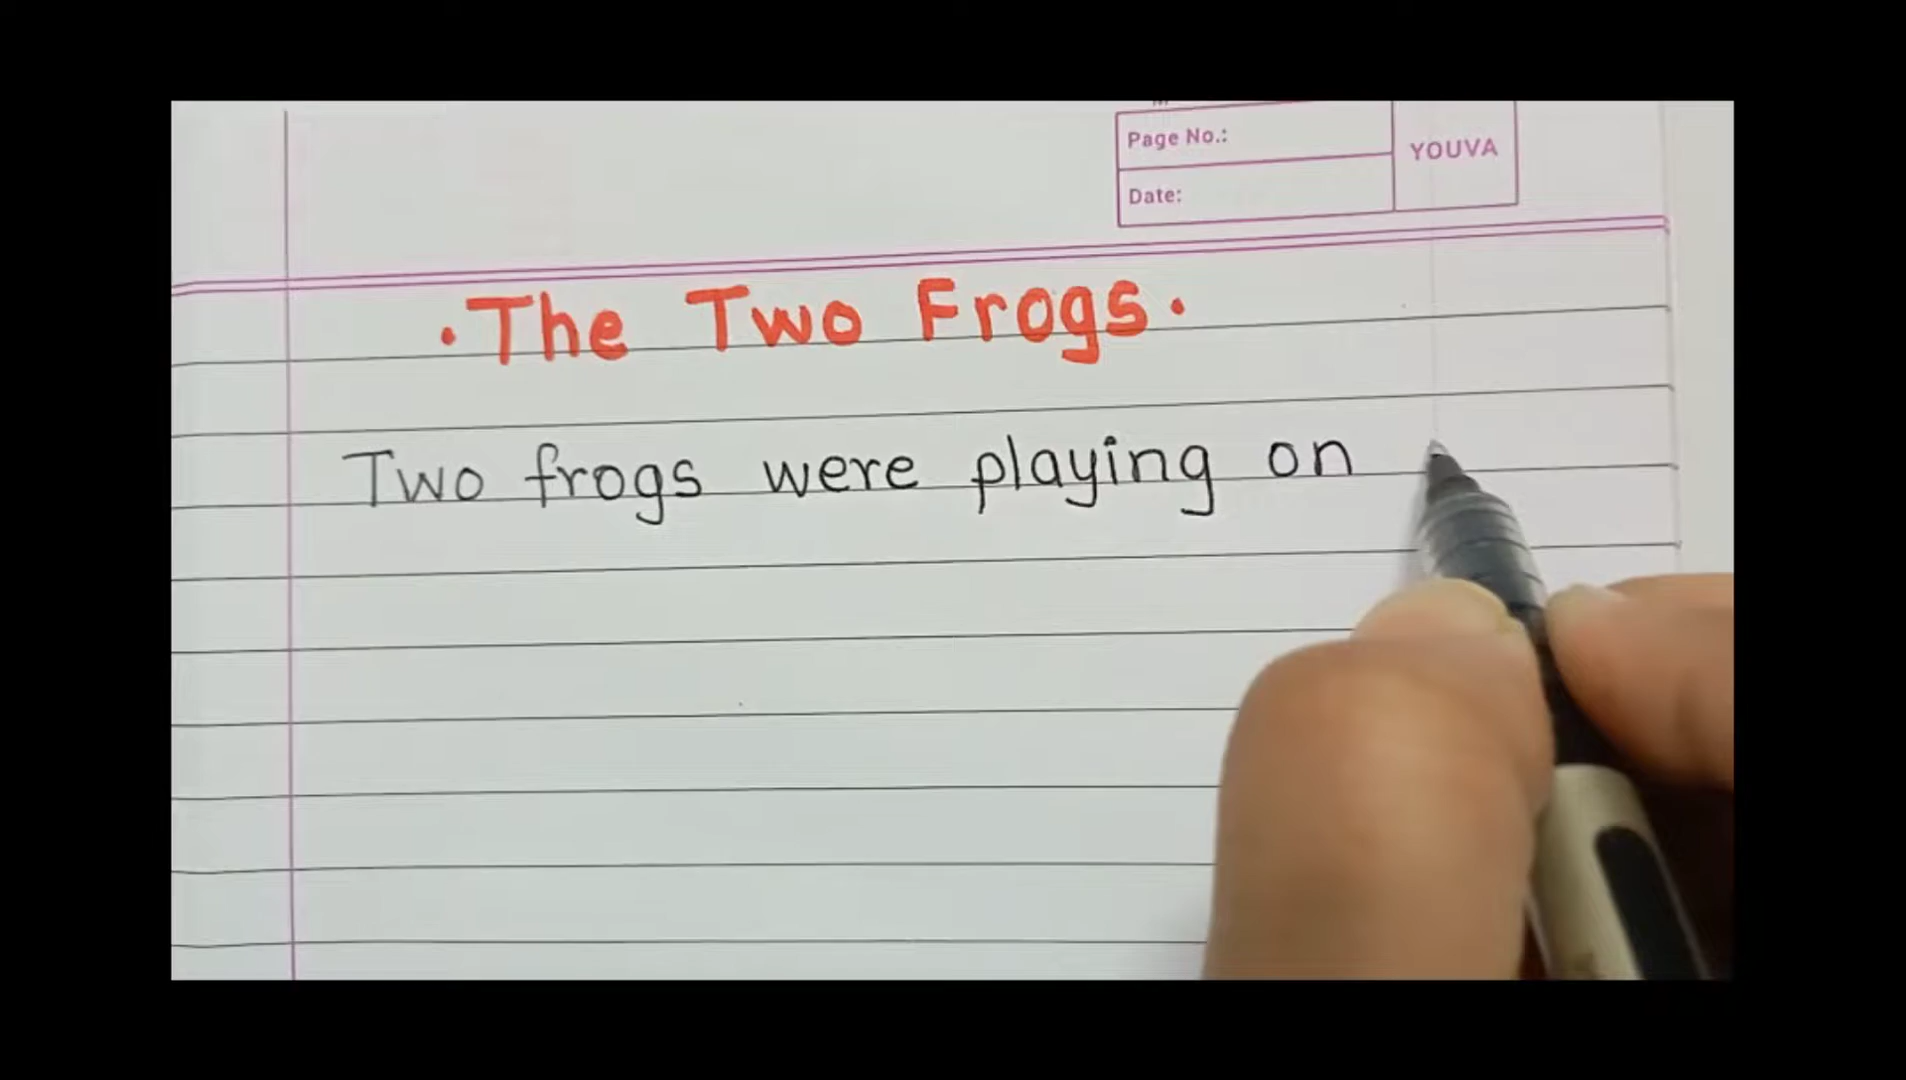 Page No.:
YOUVA
Date:
· The Two Frogs ·
Two frogs were playing on